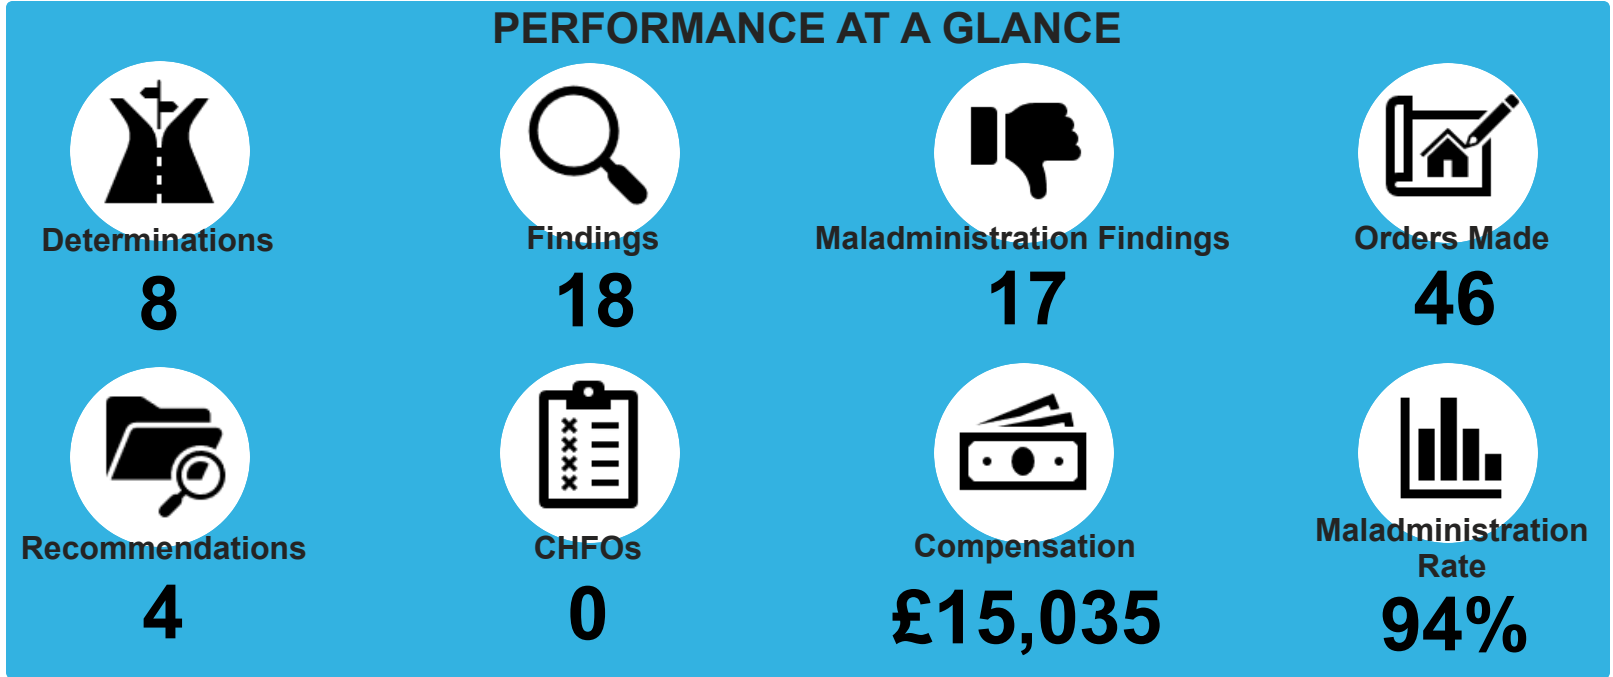 PERFORMANCE AT A GLANCE
Determinations
8
Findings
18
Maladministration Findings
17
Orders Made
46
Recommendations
4
CHFOs
0
Compensation
£15,035
Maladministration
Rate
94%